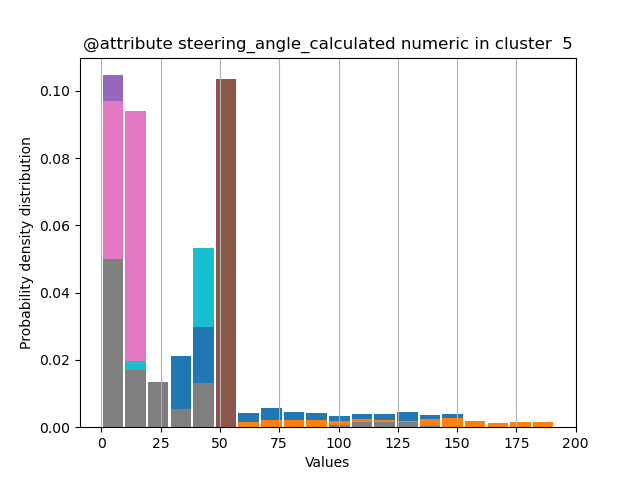 @attribute steering_angle_calculated numeric in cluster  5
Probability density distribution
0.10
0.08
0.06
0.04
0.02
0.00
0 25 50 75 100 125 150 175 200
Values